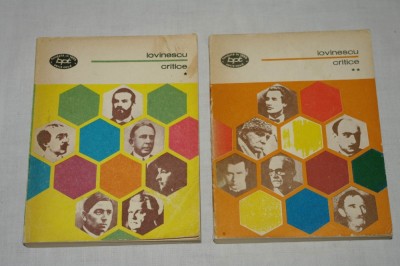 bpt
lovinescu
critice
*
bpt
lovinescu
critice
**